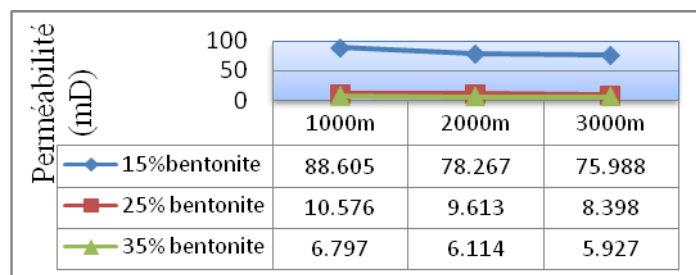 Perméabilité
(mD)
100
50
0
1000m 2000m 3000m
15%bentonite 88.605 78.267 75.988
25% bentonite 10.576 9.613 8.398
35% bentonite 6.797 6.114 5.927